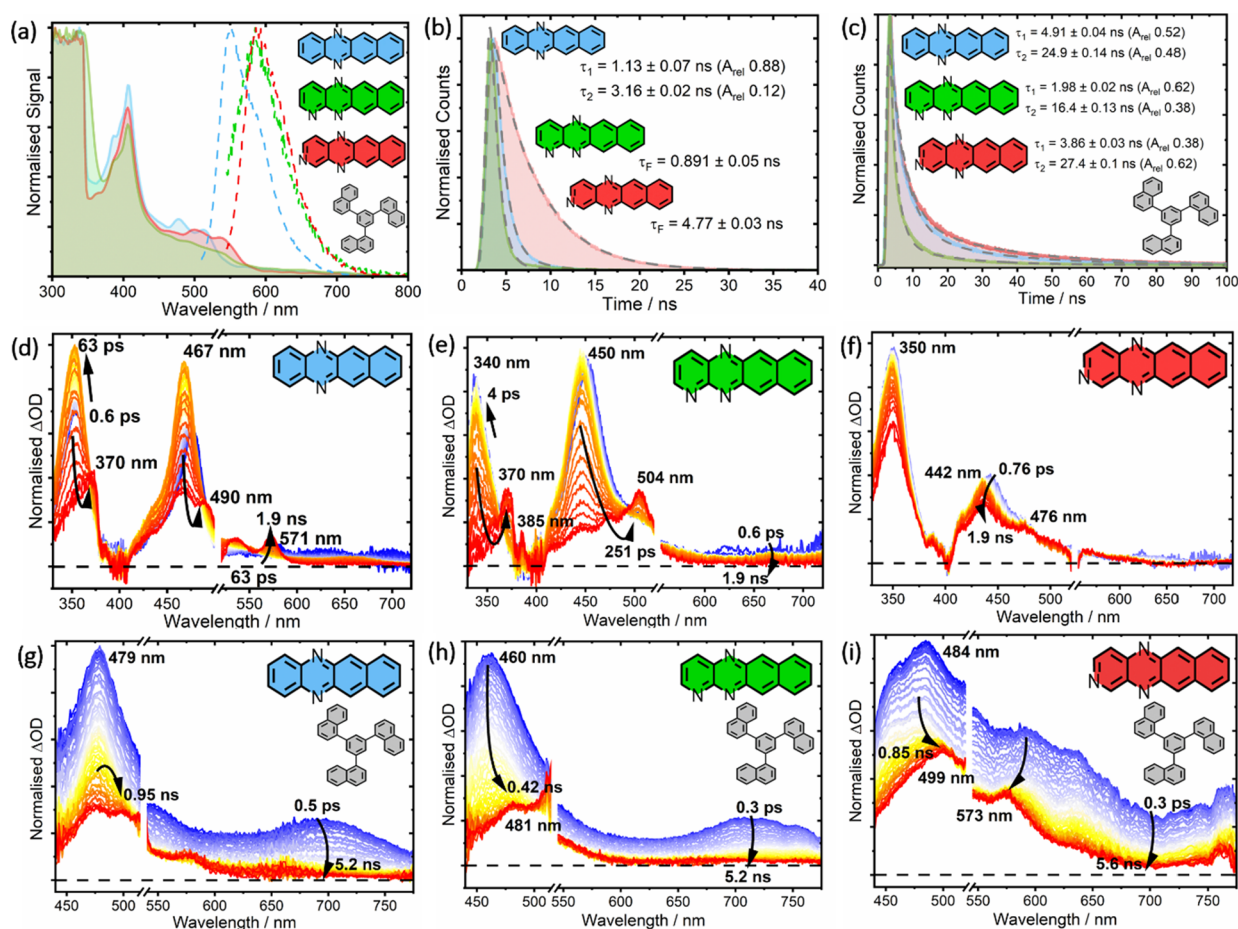 (a)
Normalised Signal
N
N
N
N
N
N
N
N
300 400 500 600 700 800
Wavelength / nm
(b)
Normalised Counts
N
N
τ1 = 1.13 ± 0.07 ns (Arel 0.88)
τ2 = 3.16 ± 0.02 ns (Arel 0.12)
N
N N
τF = 0.891 ± 0.05 ns
N
N
N
τF = 4.77 ± 0.03 ns
0 5 10 15 20 25 30 35 40
Time / ns
(c)
Normalised Counts
N
N
τ1 = 4.91 ± 0.04 ns (Arel 0.52)
τ2 = 24.9 ± 0.14 ns (Arel 0.48)
N
N N
τ1 = 1.98 ± 0.02 ns (Arel 0.62)
τ2 = 16.4 ± 0.13 ns (Arel 0.38)
N
N
N
τ1 = 3.86 ± 0.03 ns (Arel 0.38)
τ2 = 27.4 ± 0.1 ns (Arel 0.62)
0 10 20 30 40 50 60 70 80 90 100
Time / ns
(d)
Normalised ΔOD
63 ps
467 nm
N
N
0.6 ps
370 nm
490 nm
1.9 ns
571 nm
63 ps
350 400 450 500 550 600 650 700
Wavelength / nm
(e)
Normalised ΔOD
340 nm
450 nm
N
N N
4 ps
370 nm
504 nm
385 nm
251 ps
0.6 ps
1.9 ns
350 400 450 500 550 600 650 700
Wavelength / nm
(f)
Normalised ΔOD
350 nm
N
N
N
442 nm
0.76 ps
476 nm
1.9 ns
350 400 450 500 550 600 650 700
Wavelength / nm
(g)
Normalised ΔOD
479 nm
N
N
0.95 ns
0.5 ps
5.2 ns
450 500 550 600 650 700 750
Wavelength / nm
(h)
Normalised ΔOD
460 nm
N
N N
0.42 ns
481 nm
0.3 ps
5.2 ns
450 500 550 600 650 700 750
Wavelength / nm
(i)
Normalised ΔOD
484 nm
N
N
N
0.85 ns
499 nm
573 nm
0.3 ps
5.6 ns
450 500 550 600 650 700 750
Wavelength / nm